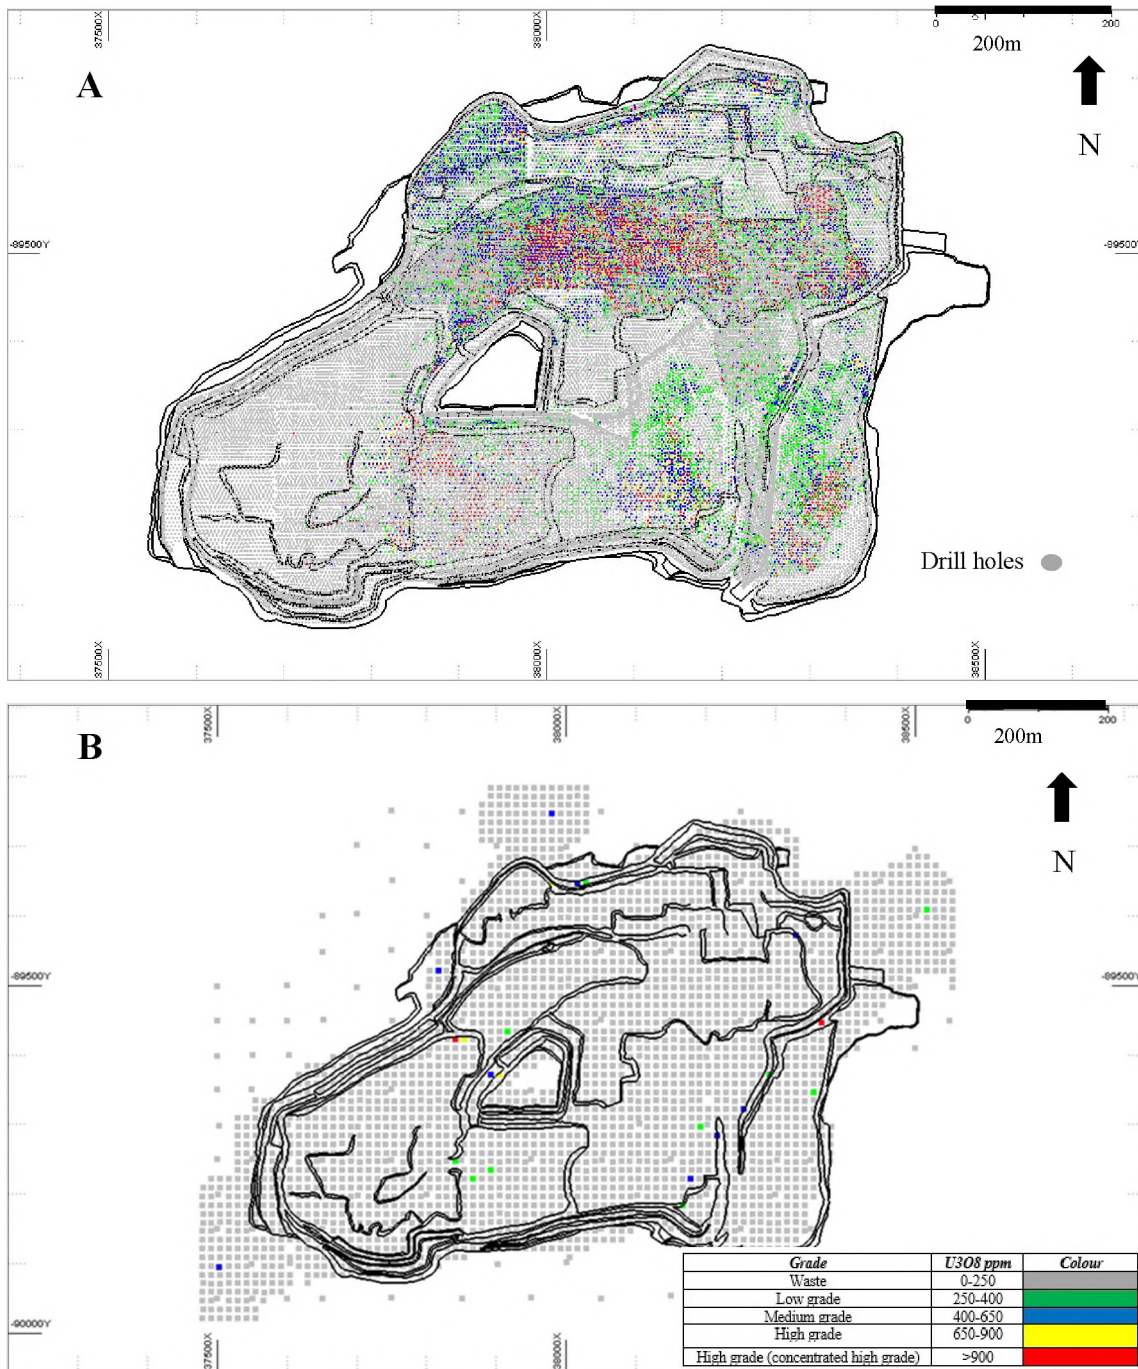 37500X
38000X
0
200
200m
A
N
-89500Y
-89500Y
Drill holes
37500X
38000X
38500X
B
37500X
38000X
38500X
0
200
200m
N
-89500Y
-89500Y
-90000Y
37500X
38000X
Grade U3O8 ppm Colour
Waste 0-250
Low grade 250-400
Medium grade 400-650
High grade 650-900
High grade (concentrated high grade) >900